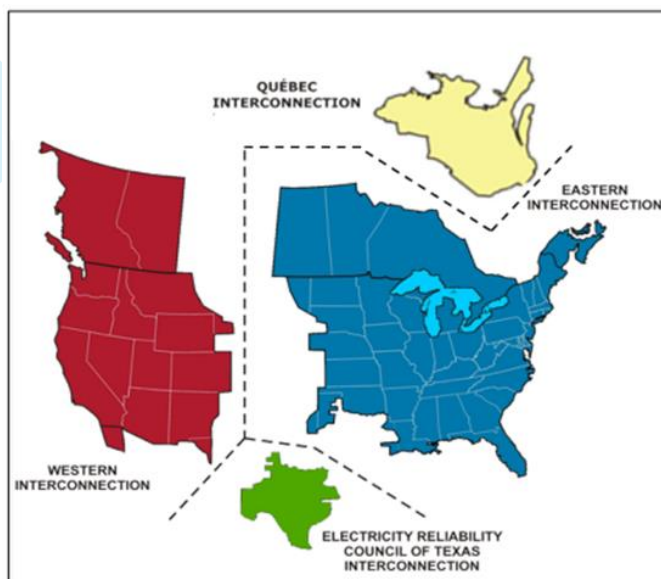 QUÉBEC
INTERCONNECTION
EASTERN
INTERCONNECTION
WESTERN
INTERCONNECTION
ELECTRICITY RELIABILITY
COUNCIL OF TEXAS
INTERCONNECTION